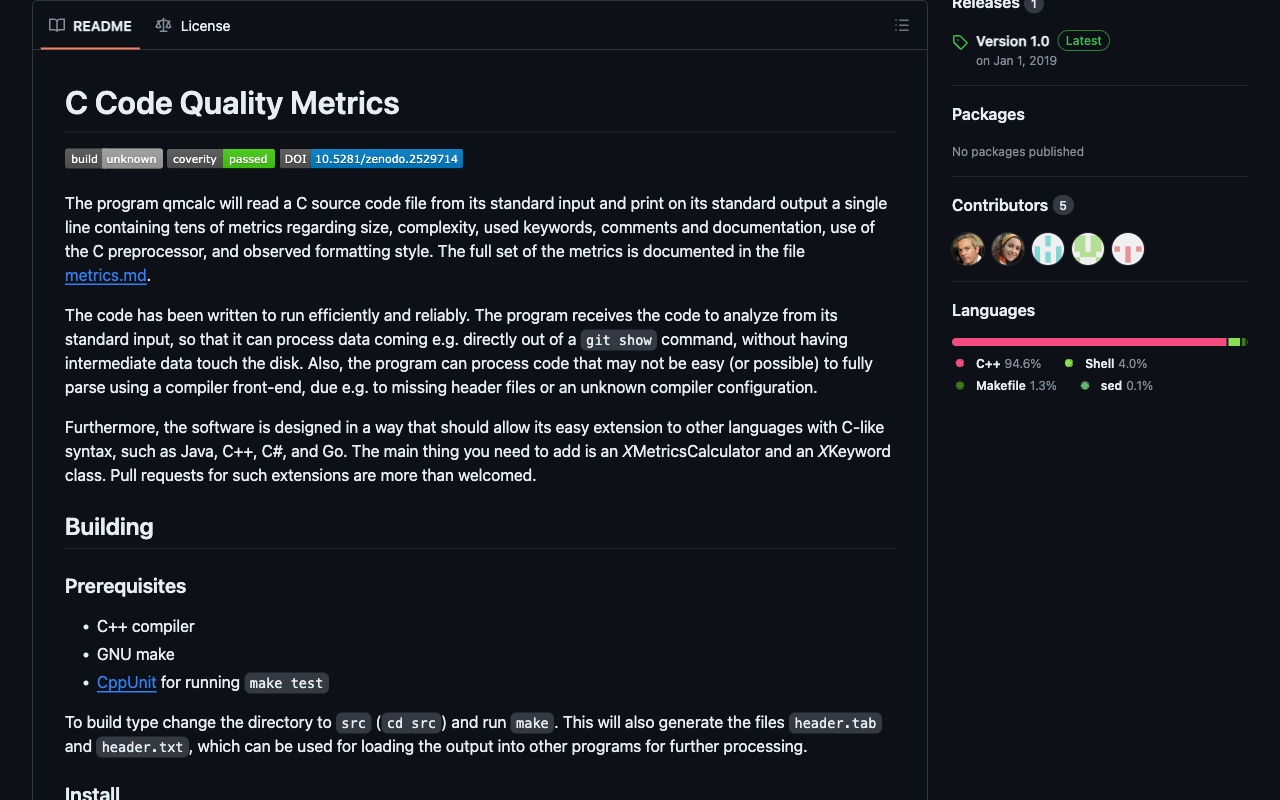 README
License
C Code Quality Metrics
build unknown coverity passed DOI 10.5281/zenodo.2529714
The program qmcalc will read a C source code file from its standard input and print on its standard output a single
line containing tens of metrics regarding size, complexity, used keywords, comments and documentation, use of
the C preprocessor, and observed formatting style. The full set of the metrics is documented in the file
metrics.md.
The code has been written to run efficiently and reliably. The program receives the code to analyze from its
standard input, so that it can process data coming e.g. directly out of a git show command, without having
intermediate data touch the disk. Also, the program can process code that may not be easy (or possible) to fully
parse using a compiler front-end, due e.g. to missing header files or an unknown compiler configuration.
Furthermore, the software is designed in a way that should allow its easy extension to other languages with C-like
syntax, such as Java, C++, C#, and Go. The main thing you need to add is an XMetricsCalculator and an XKeyword
class. Pull requests for such extensions are more than welcomed.
Building
Prerequisites
• C++ compiler
• GNU make
• CppUnit for running make test
To build type change the directory to src (cd src) and run make. This will also generate the files header.tab
and header.txt, which can be used for loading the output into other programs for further processing.
Install
Releases 1
Version 1.0 Latest
on Jan 1, 2019
Packages
No packages published
Contributors 5
Languages
C++ 94.6% Shell 4.0%
Makefile 1.3% sed 0.1%